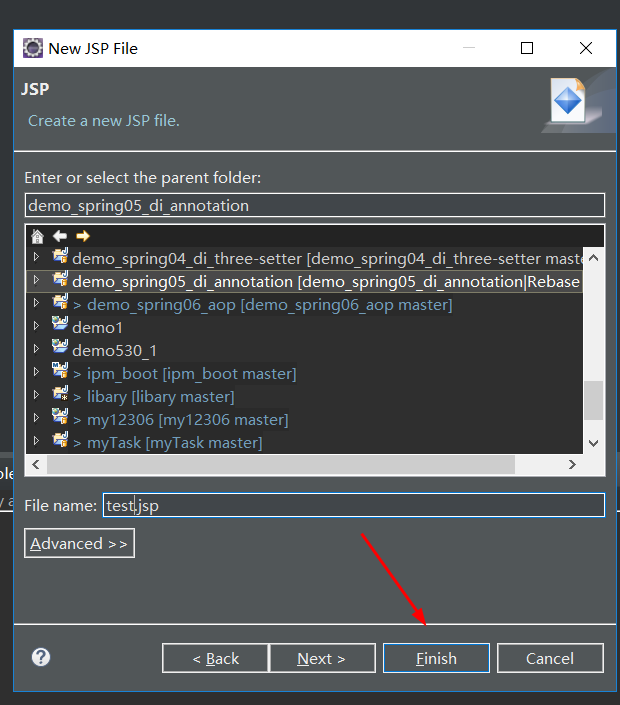 New JSP File
JSP
Create a new JSP file.
Enter or select the parent folder:
demo_spring05_di_annotation
demo_spring04_di_three-setter [demo_spring04_di_three-setter maste
demo_spring05_di_annotation [demo_spring05_di_annotation|Rebase
> demo_spring06_aop [demo_spring06_aop master]
demo1
demo530_1
> ipm_boot [ipm_boot master]
> libary [libary master]
> my12306 [my12306 master]
> myTask [myTask master]
File name: test.jsp
Advanced >>
< Back Next > Finish Cancel